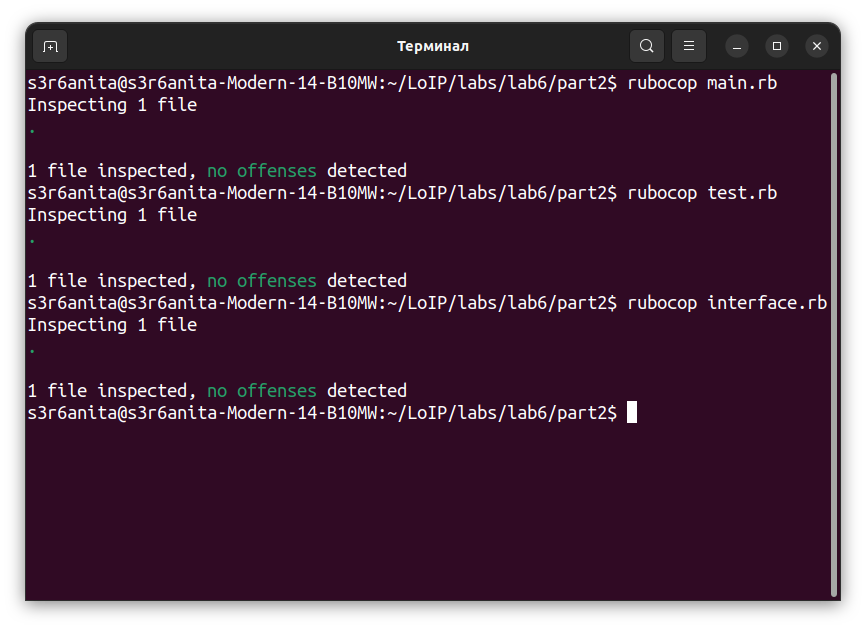 Терминал
s3r6anita@s3r6anita-Modern-14-B10MW:~/LoIP/labs/lab6/part2$ rubocop main.rb
Inspecting 1 file
.
1 file inspected, no offenses detected
s3r6anita@s3r6anita-Modern-14-B10MW:~/LoIP/labs/lab6/part2$ rubocop test.rb
Inspecting 1 file
.
1 file inspected, no offenses detected
s3r6anita@s3r6anita-Modern-14-B10MW:~/LoIP/labs/lab6/part2$ rubocop interface.rb
Inspecting 1 file
.
1 file inspected, no offenses detected
s3r6anita@s3r6anita-Modern-14-B10MW:~/LoIP/labs/lab6/part2$